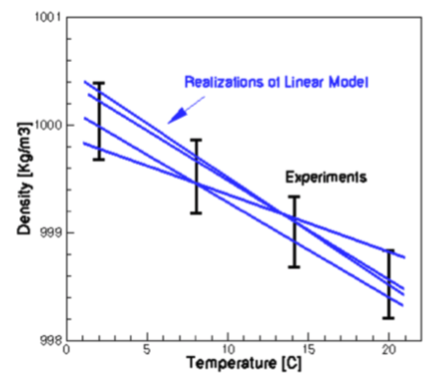 1001
Realizations of Linear Model
1000
Experiments
Density [Kg/m3]
999
998
0 5 10 15 20
Temperature [C]